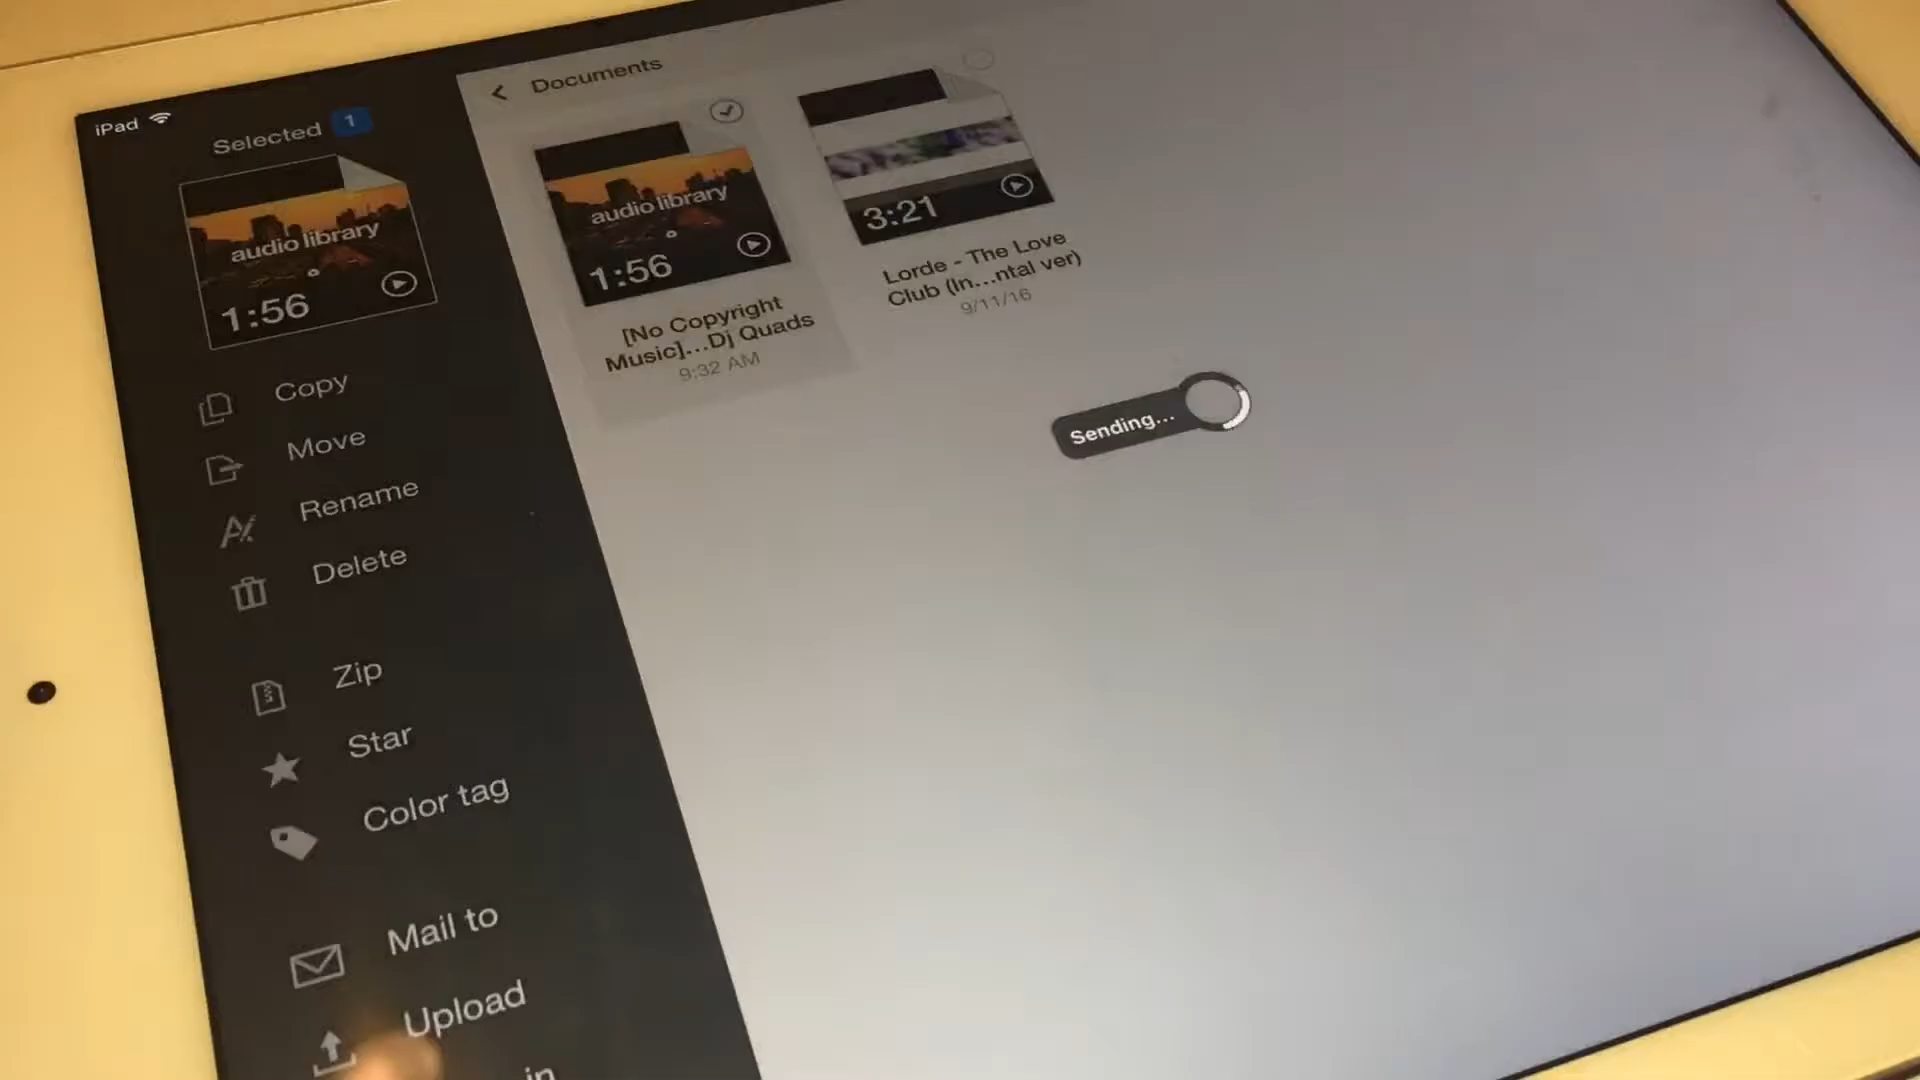 iPad
Selected 1
audio library
1:56
Copy
Move
Rename
Delete
Zip
Star
Color tag
Mail to
Upload
in
Documents
audio library
1:56
[No Copyright
Music]...Dj Quads
9:32 AM
3:21
Lorde - The Love
Club (In...ntal ver)
9/11/16
Sending...